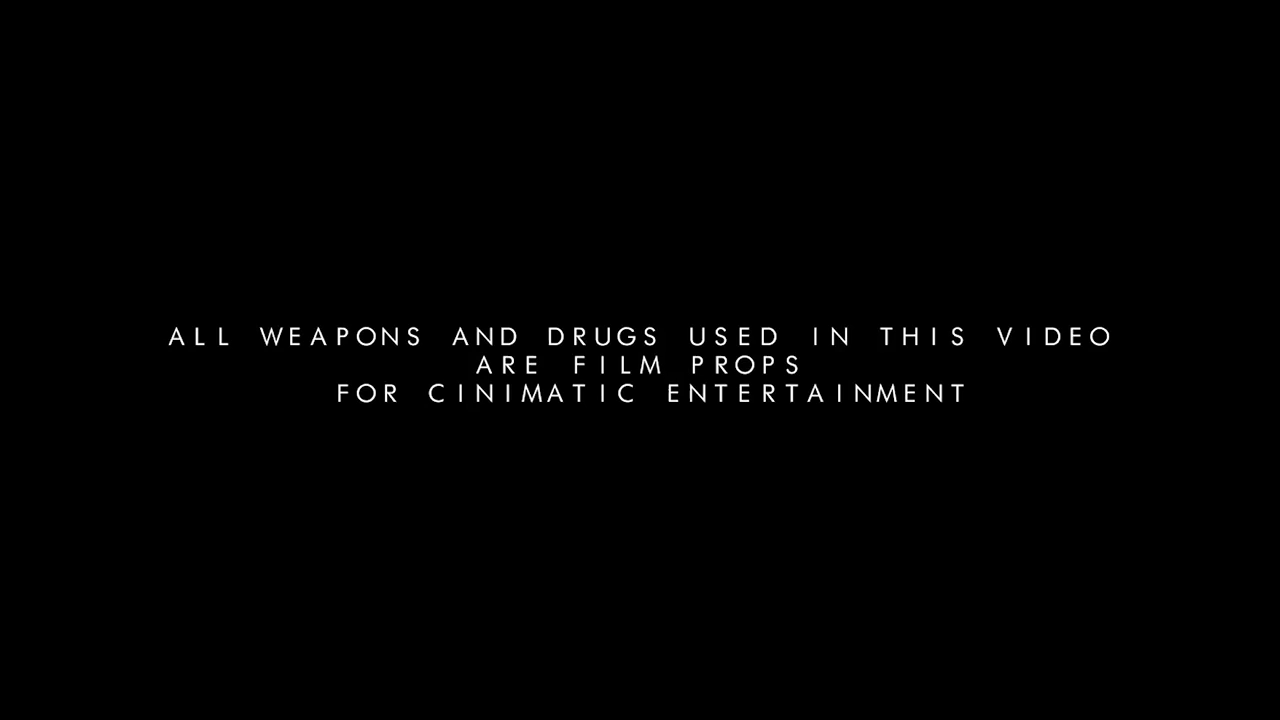 ALL WEAPONS AND DRUGS USED IN THIS VIDEO
ARE FILM PROPS
FOR CINIMATIC ENTERTAINMENT